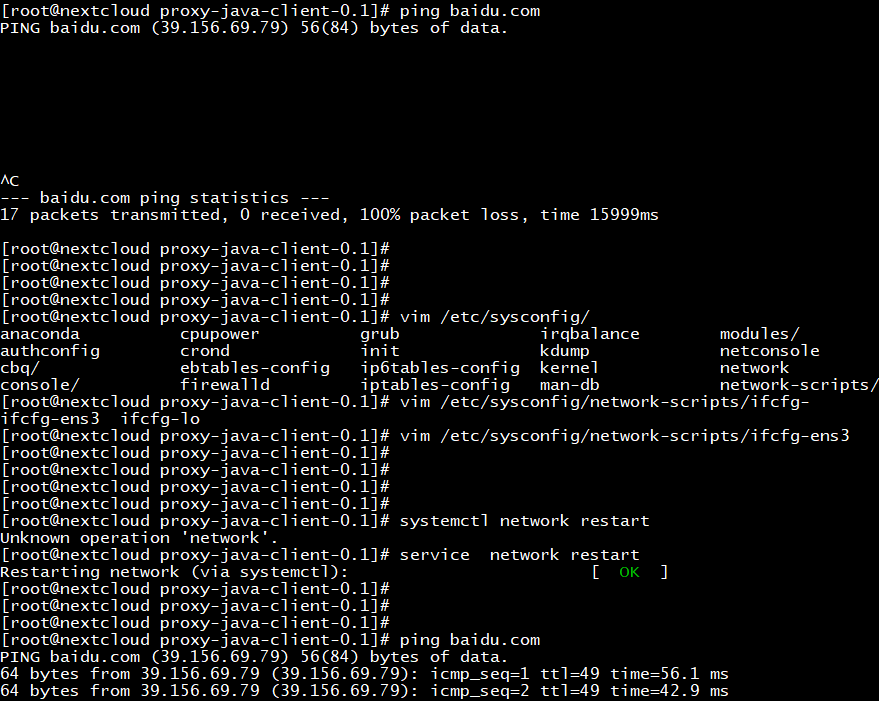 [root@nextcloud proxy-java-client-0.1]# ping baidu.com
PING baidu.com (39.156.69.79) 56(84) bytes of data.
^C
--- baidu.com ping statistics ---
17 packets transmitted, 0 received, 100% packet loss, time 15999ms
[root@nextcloud proxy-java-client-0.1]#
[root@nextcloud proxy-java-client-0.1]#
[root@nextcloud proxy-java-client-0.1]#
[root@nextcloud proxy-java-client-0.1]#
[root@nextcloud proxy-java-client-0.1]# vim /etc/sysconfig/
anaconda          cpupower          grub              irqbalance        modules/
authconfig        crond             init              kdump             netconsole
cbq/              ebtables-config   ip6tables-config  kernel            network
console/          firewalld         iptables-config   man-db            network-scripts/
[root@nextcloud proxy-java-client-0.1]# vim /etc/sysconfig/network-scripts/ifcfg-
ifcfg-ens3  ifcfg-lo
[root@nextcloud proxy-java-client-0.1]# vim /etc/sysconfig/network-scripts/ifcfg-ens3
[root@nextcloud proxy-java-client-0.1]#
[root@nextcloud proxy-java-client-0.1]#
[root@nextcloud proxy-java-client-0.1]#
[root@nextcloud proxy-java-client-0.1]#
[root@nextcloud proxy-java-client-0.1]# systemctl network restart
Unknown operation 'network'.
[root@nextcloud proxy-java-client-0.1]# service  network restart
Restarting network (via systemctl):                        [  OK  ]
[root@nextcloud proxy-java-client-0.1]#
[root@nextcloud proxy-java-client-0.1]#
[root@nextcloud proxy-java-client-0.1]#
[root@nextcloud proxy-java-client-0.1]# ping baidu.com
PING baidu.com (39.156.69.79) 56(84) bytes of data.
64 bytes from 39.156.69.79 (39.156.69.79): icmp_seq=1 ttl=49 time=56.1 ms
64 bytes from 39.156.69.79 (39.156.69.79): icmp_seq=2 ttl=49 time=42.9 ms